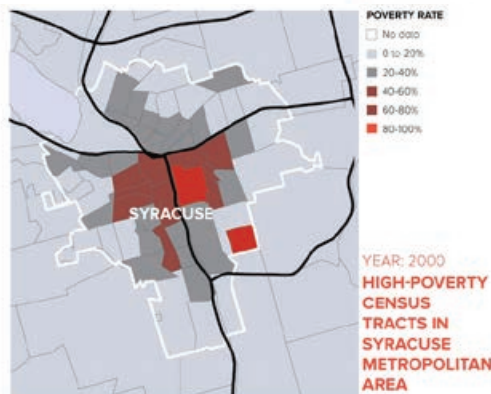 POVERTY RATE
No data
0 to 20%
20-40%
40-60%
60-80%
80-100%
SYRACUSE
YEAR: 2000
HIGH-POVERTY
CENSUS
TRACTS IN
SYRACUSE
METROPOLITAN
AREA